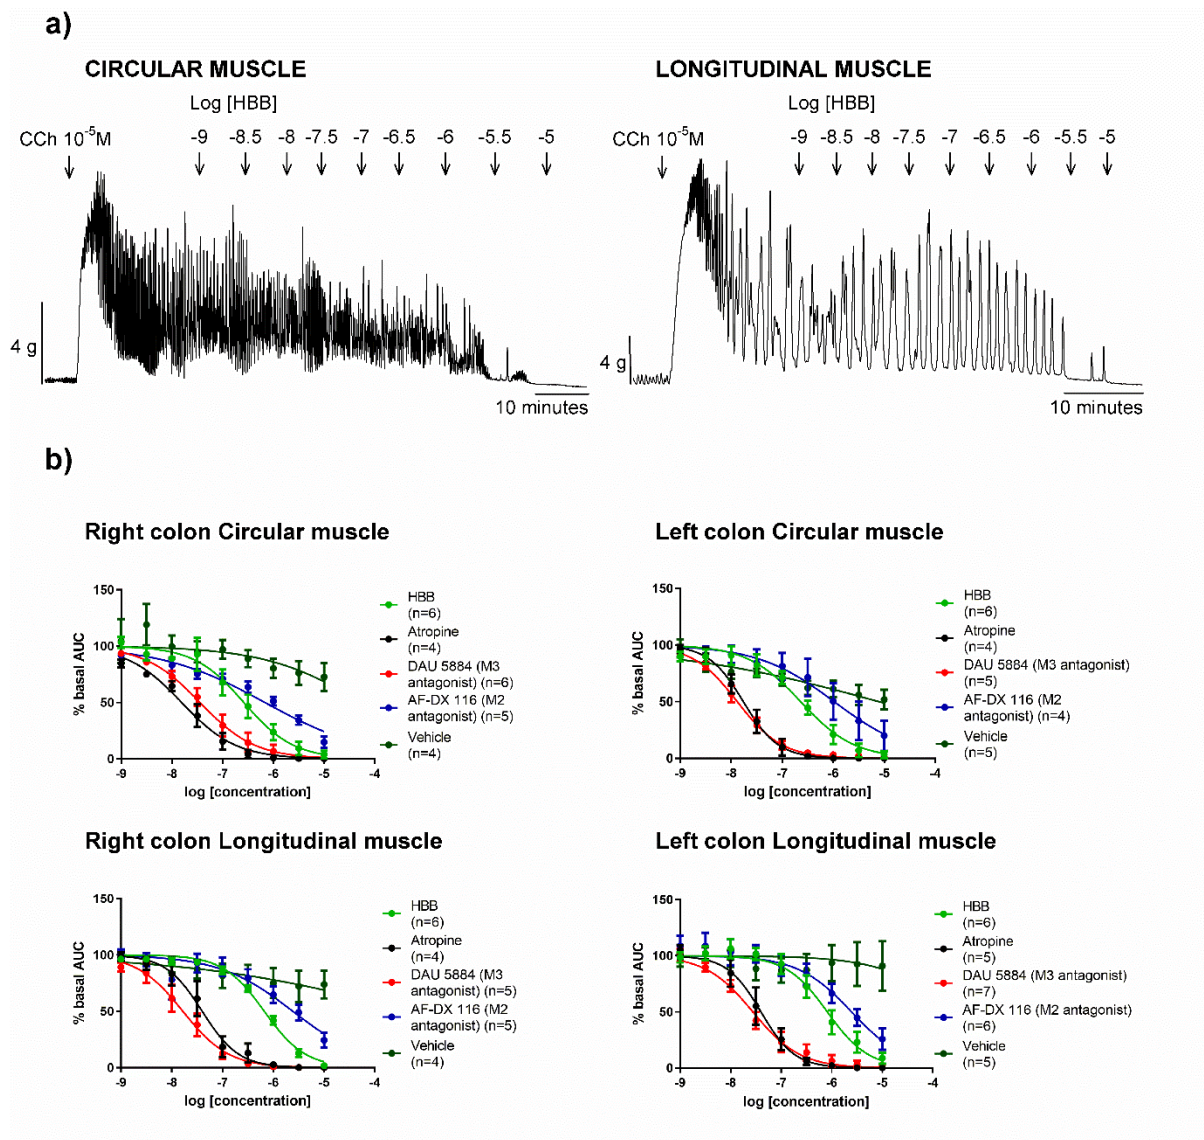 a)
CIRCULAR MUSCLE
Log [HBB]
CCh 10-5M
-9 -8.5 -8 -7.5 -7 -6.5 -6 -5.5 -5
4 g
10 minutes
LONGITUDINAL MUSCLE
Log [HBB]
CCh 10-5M
-9 -8.5 -8 -7.5 -7 -6.5 -6 -5.5 -5
4 g
10 minutes
b)
Right colon Circular muscle
150
100
50
0
% basal AUC
-9 -8 -7 -6 -5 -4
log [concentration]
HBB
(n=6)
Atropine
(n=4)
DAU 5884 (M3
antagonist) (n=6)
AF-DX 116 (M2
antagonist) (n=5)
Vehicle
(n=4)
Left colon Circular muscle
150
100
50
0
% basal AUC
-9 -8 -7 -6 -5 -4
log [concentration]
HBB
(n=6)
Atropine
(n=4)
DAU 5884 (M3 antagonist)
(n=5)
AF-DX 116 (M2
antagonist) (n=4)
Vehicle
(n=5)
Right colon Longitudinal muscle
150
100
50
0
% basal AUC
-9 -8 -7 -6 -5 -4
log [concentration]
HBB
(n=6)
Atropine
(n=4)
DAU 5884 (M3
antagonist) (n=5)
AF-DX 116 (M2
antagonist) (n=5)
Vehicle
(n=4)
Left colon Longitudinal muscle
150
100
50
0
% basal AUC
-9 -8 -7 -6 -5 -4
log [concentration]
HBB
(n=6)
Atropine
(n=5)
DAU 5884 (M3 antagonist)
(n=7)
AF-DX 116 (M2 antagonist)
(n=6)
Vehicle
(n=5)